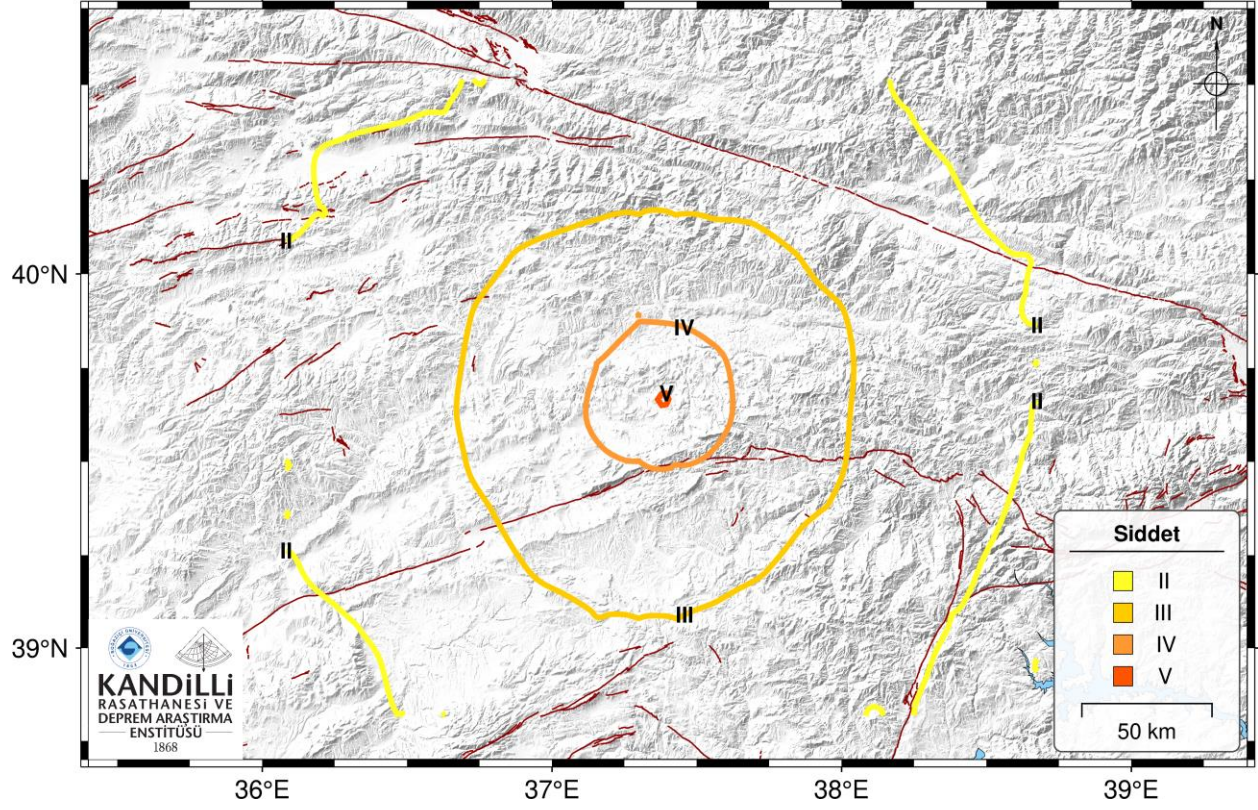 N
II
40°N
II
IV
V
II
II
III
39°N
Siddet
II
III
IV
V
50 km
KANDiLLi
RASATHANESi VE
DEPREM ARAŞTIRMA
ENSTİTÜSÜ
1868
36°E
37°E
38°E
39°E